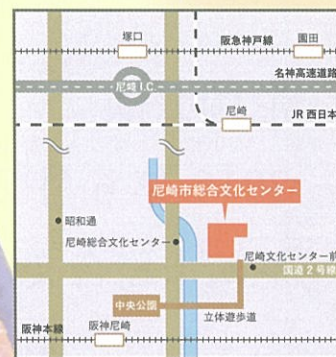 塚口
阪急神戸線
園田
名神高速道路
尼崎 I.C.
尼崎
JR 西日本
尼崎市総合文化センター
昭和通
尼崎総合文化センター
尼崎文化センター前
国道2号線
中央公園
立体遊歩道
阪神本線
阪神尼崎